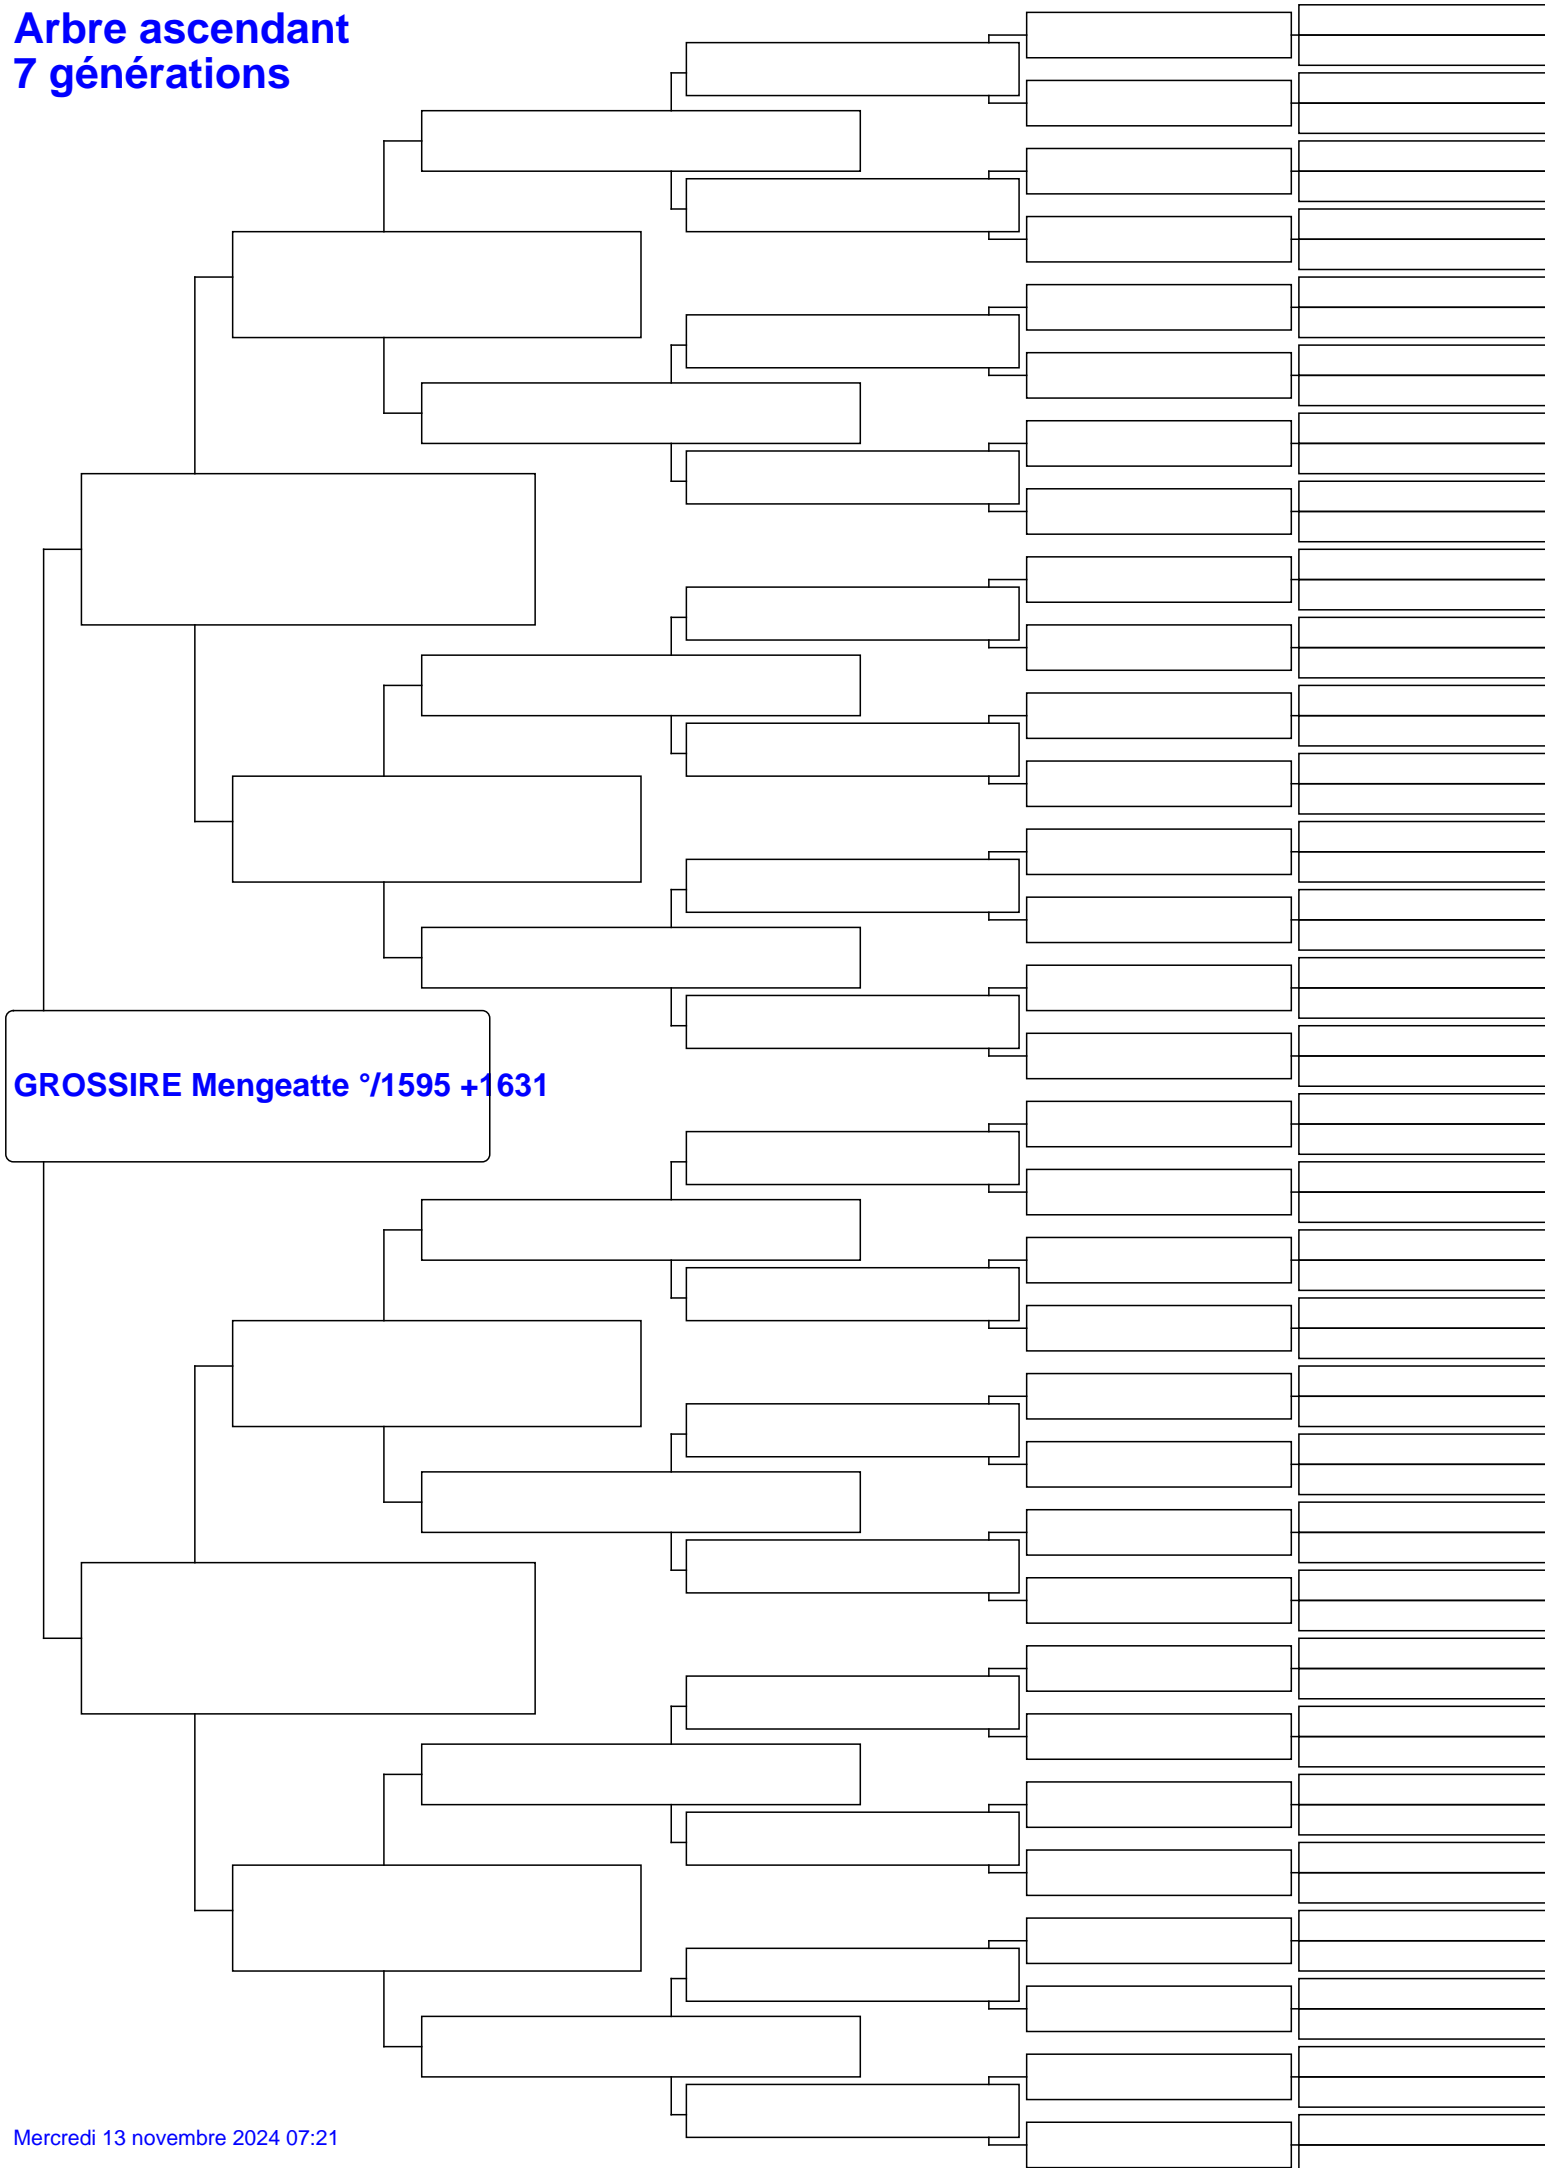 Arbre ascendant
7 générations
GROSSIRE Mengeatte °/1595 +1631
Mercredi 13 novembre 2024 07:21